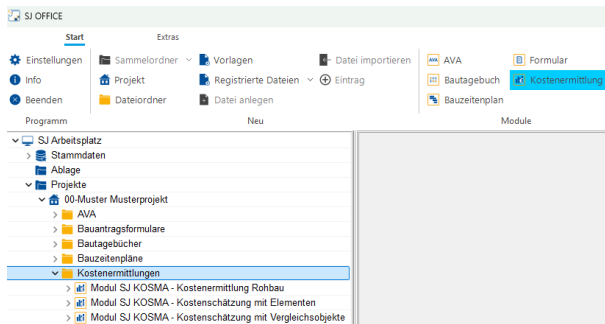 SJ OFFICE
Start Extras
Einstellungen Sammelordner Vorlagen Datei importieren AVA Formular
Info Projekt Registrierte Dateien Eintrag Bautagebuch Kostenermittlung
Beenden Dateiordner Datei anlegen Bauzeitenplan
Programm Neu Module
SJ Arbeitsplatz
Stammdaten
Ablage
Projekte
00-Muster Musterprojekt
AVA
Bauantragsformulare
Bautagebücher
Bauzeitenpläne
Kostenermittlungen
Modul SJ KOSMA - Kostenermittlung Rohbau
Modul SJ KOSMA - Kostenschätzung mit Elementen
Modul SJ KOSMA - Kostenschätzung mit Vergleichsobjekte